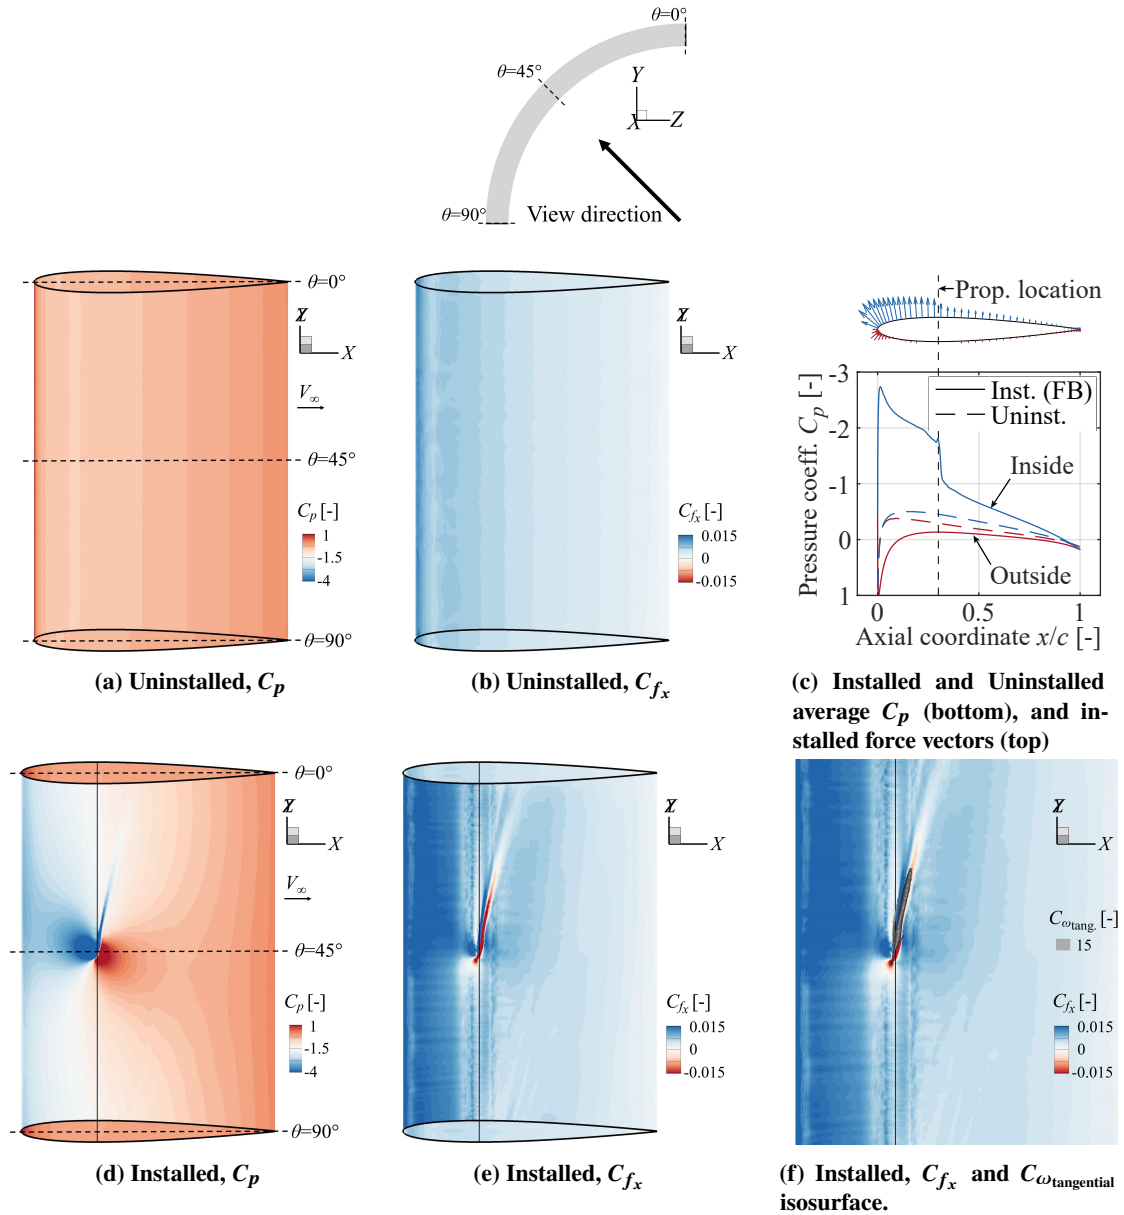 θ=0°
θ=45°
Y
X
Z
θ=90°
View direction
θ=0°
Z
X
V∞
θ=45°
Cp [-]
1
-1.5
-4
θ=90°
(a) Uninstalled, Cp
Z
X
Cfx [-]
0.015
0
-0.015
(b) Uninstalled, Cfx
Prop. location
-3
-2
-1
0
1
Pressure coeff. Cp [-]
Inst. (FB)
Uninst.
Inside
Outside
0 0.5 1
Axial coordinate x/c [-]
(c) Installed and Uninstalled
average Cp (bottom), and in-
stalled force vectors (top)
θ=0°
Z
X
V∞
θ=45°
Cp [-]
1
-1.5
-4
θ=90°
(d) Installed, Cp
Z
X
Cfx [-]
0.015
0
-0.015
(e) Installed, Cfx
Z
X
Cωtang. [-]
15
Cfx [-]
0.015
0
-0.015
(f) Installed, Cfx and Cωtangential
isosurface.